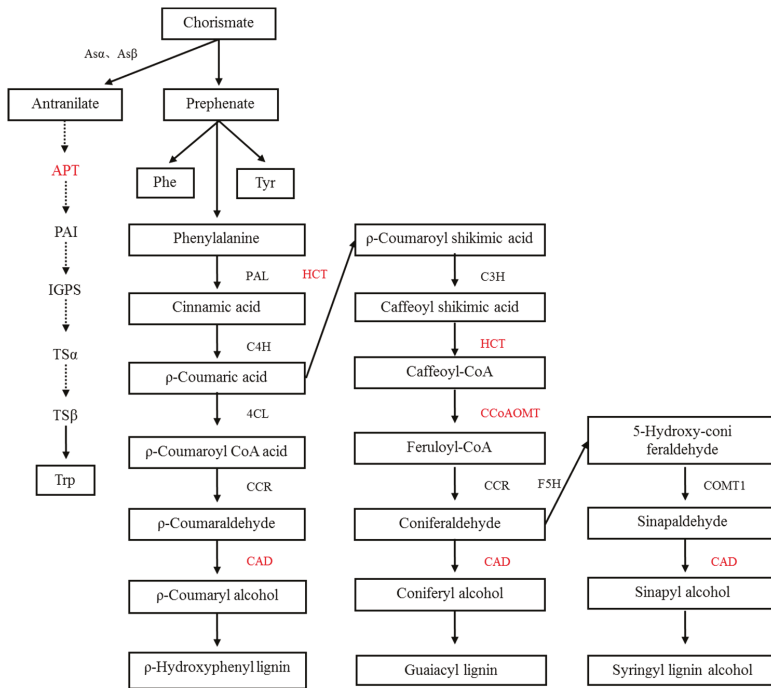 Chorismate
Asα、Asβ
Antranilate
Prephenate
APT
Phe
Tyr
PAI
Phenylalanine
ρ-Coumaroyl shikimic acid
PAL
HCT
C3H
IGPS
Cinnamic acid
Caffeoyl shikimic acid
C4H
HCT
TSα
ρ-Coumaric acid
Caffeoyl-CoA
4CL
CCoAOMT
TSβ
5-Hydroxy-coni
feraldehyde
ρ-Coumaroyl CoA acid
Feruloyl-CoA
Trp
CCR
CCR
F5H
COMT1
ρ-Coumaraldehyde
Coniferaldehyde
Sinapaldehyde
CAD
CAD
CAD
ρ-Coumaryl alcohol
Coniferyl alcohol
Sinapyl alcohol
ρ-Hydroxyphenyl lignin
Guaiacyl lignin
Syringyl lignin alcohol